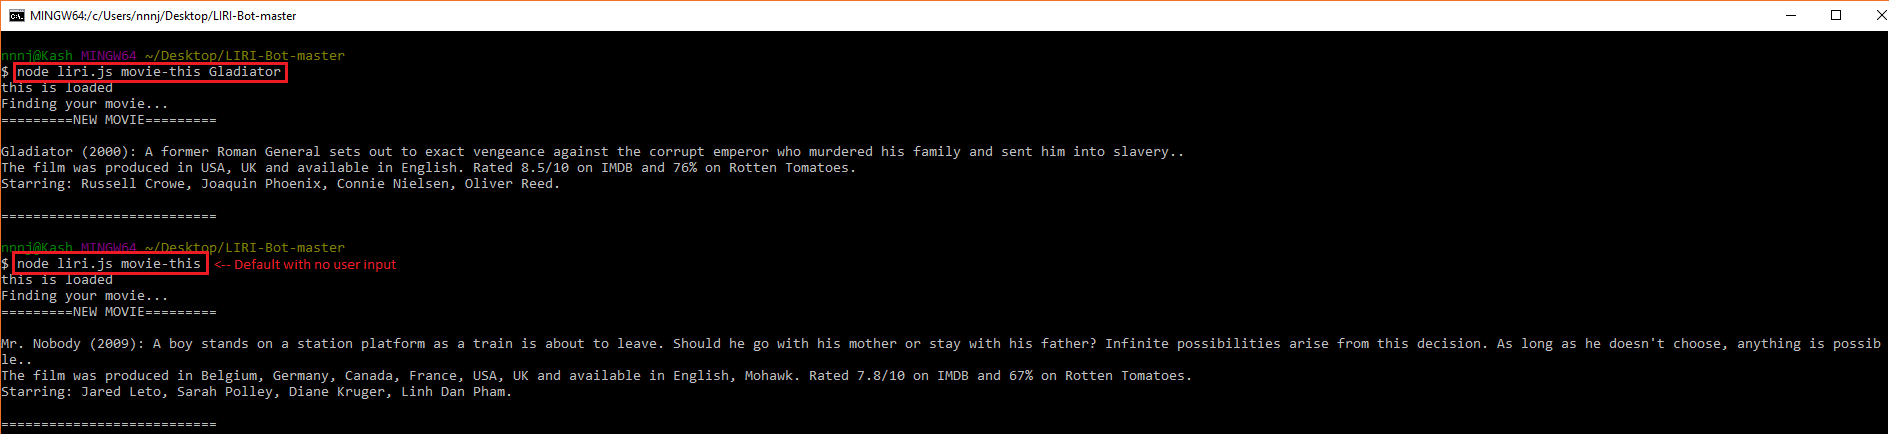 MINGW64:/c/Users/nnnj/Desktop/LIRI-Bot-master
nnnj@Kash MINGW64 ~/Desktop/LIRI-Bot-master
$ node liri.js movie-this Gladiator
this is loaded
Finding your movie...
=========NEW MOVIE=========
Gladiator (2000): A former Roman General sets out to exact vengeance against the corrupt emperor who murdered his family and sent him into slavery..
The film was produced in USA, UK and available in English. Rated 8.5/10 on IMDB and 76% on Rotten Tomatoes.
Starring: Russell Crowe, Joaquin Phoenix, Connie Nielsen, Oliver Reed.
===========================
nnnj@Kash MINGW64 ~/Desktop/LIRI-Bot-master
$ node liri.js movie-this <-- Default with no user input
this is loaded
Finding your movie...
=========NEW MOVIE=========
Mr. Nobody (2009): A boy stands on a station platform as a train is about to leave. Should he go with his mother or stay with his father? Infinite possibilities arise from this decision. As long as he doesn't choose, anything is possib
le..
The film was produced in Belgium, Germany, Canada, France, USA, UK and available in English, Mohawk. Rated 7.8/10 on IMDB and 67% on Rotten Tomatoes.
Starring: Jared Leto, Sarah Polley, Diane Kruger, Linh Dan Pham.
===========================